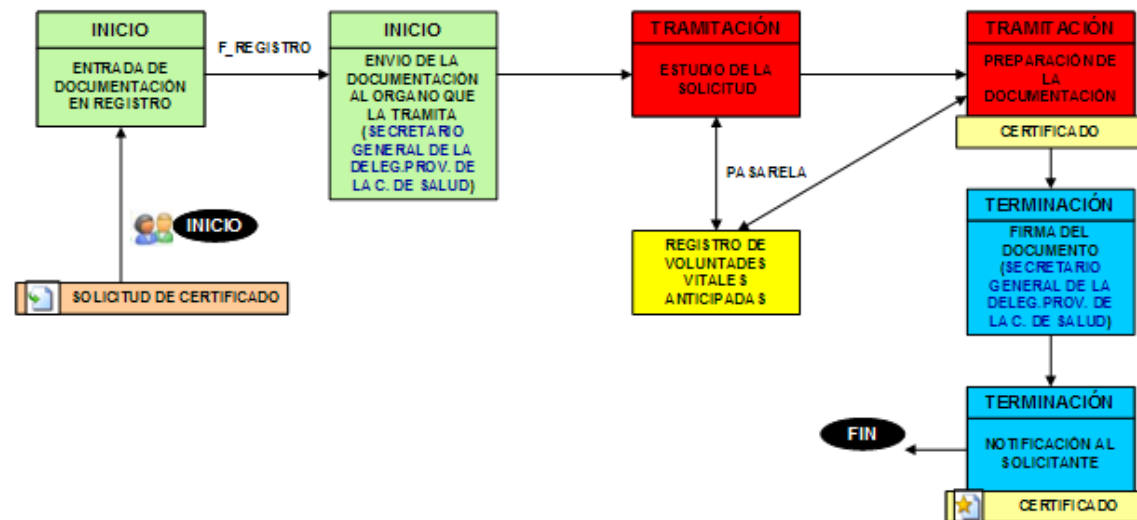 INICIO
ENTRADA DE
DOCUMENTACIÓN
EN REGISTRO
F_REGISTRO
INICIO
ENVIO DE LA
DOCUMENTACIÓN
AL ORGANO QUE
LA TRAMITA
(SECRETARIO
GENERAL DE LA
DELEG.PROV. DE
LA C. DE SALUD)
TRAMITACIÓN
ESTUDIO DE LA
SOLICITUD
TRAMITACIÓN
PREPARACIÓN DE
LA
DOCUMENTACIÓN
CERTIFICADO
PASARELA
INICIO
SOLICITUD DE CERTIFICADO
REGISTRO DE
VOLUNTADES
VITALES
ANTICIPADAS
TERMINACIÓN
FIRMA DEL
DOCUMENTO
(SECRETARIO
GENERAL DE LA
DELEG.PROV. DE
LA C. DE SALUD)
TERMINACIÓN
NOTIFICACIÓN AL
SOLICITANTE
FIN
CERTIFICADO